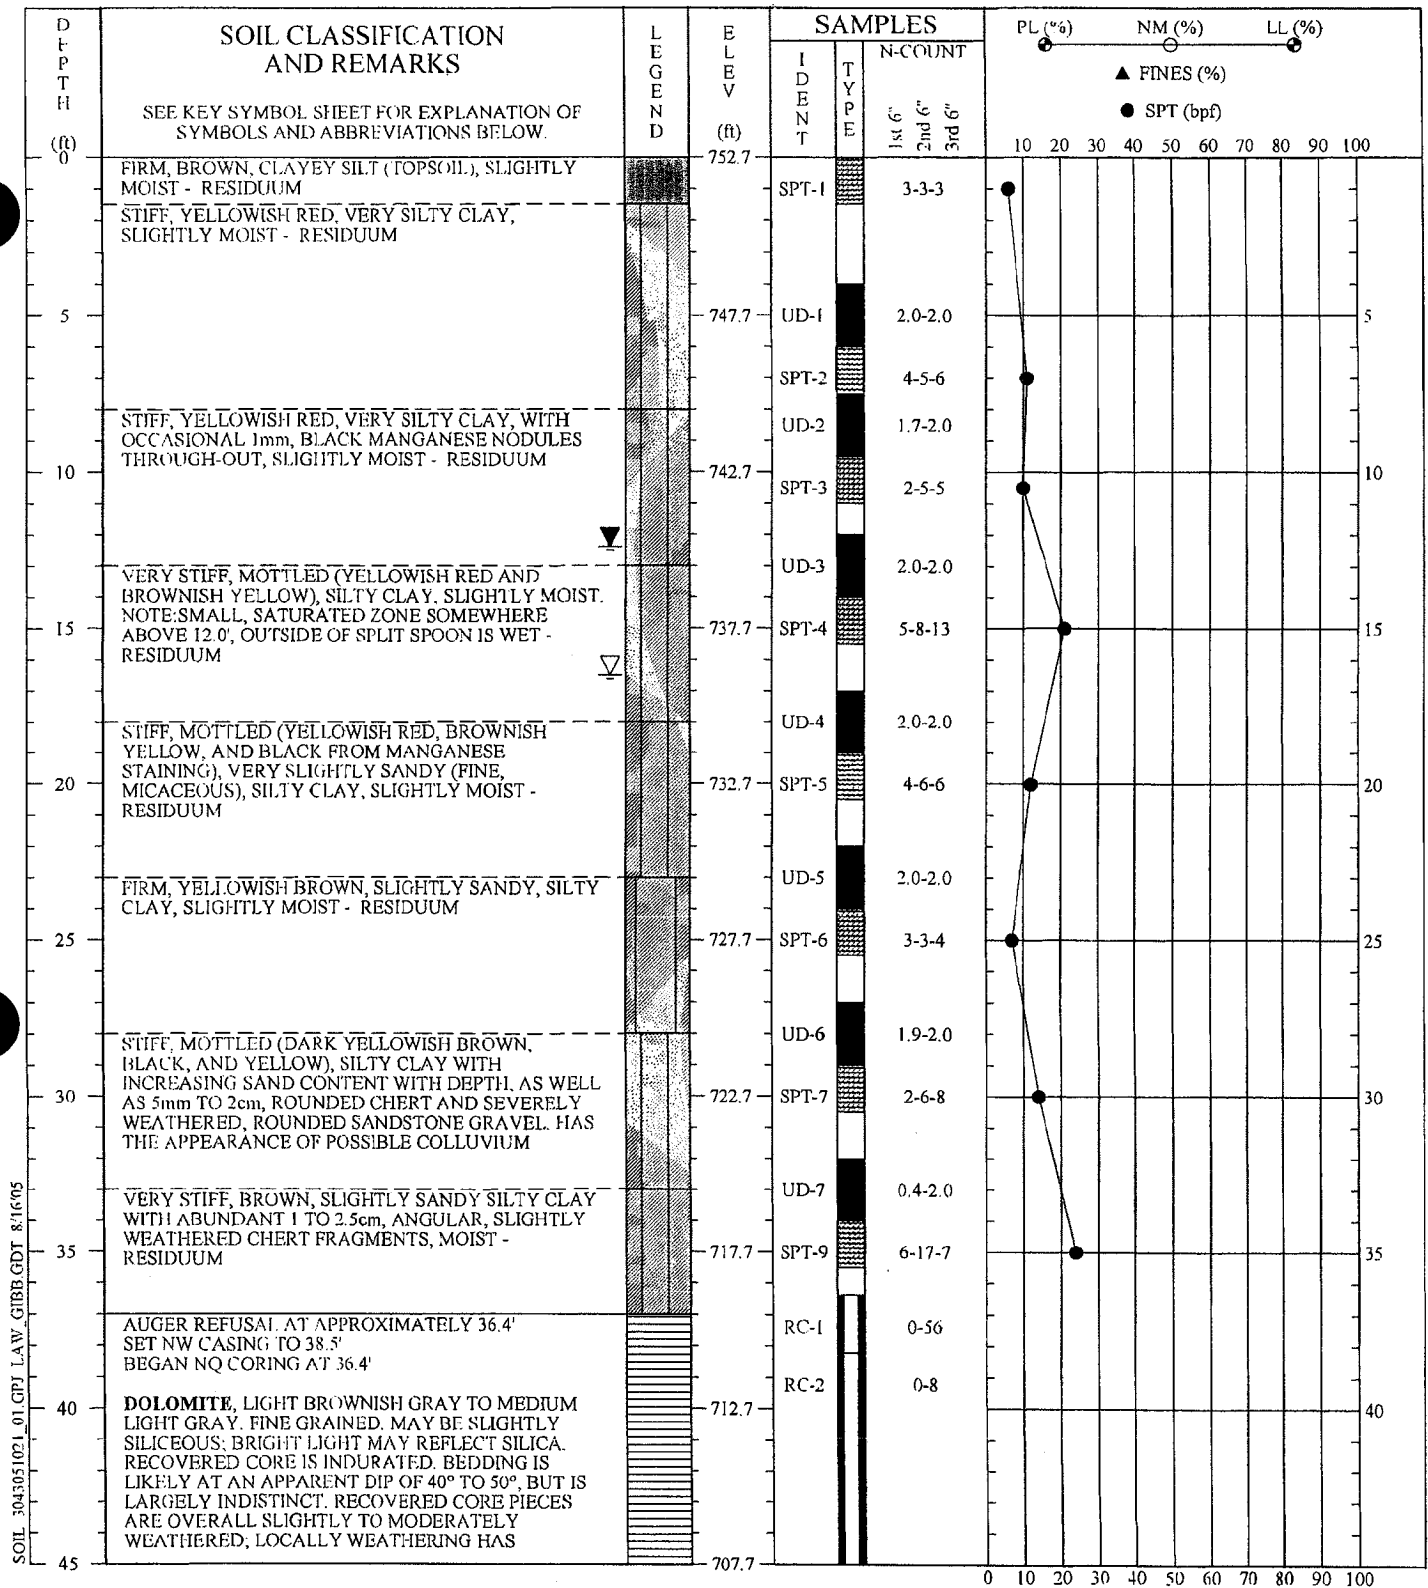 DEPTH (ft)
SOIL CLASSIFICATION
AND REMARKS
SEE KEY SYMBOL SHEET FOR EXPLANATION OF
SYMBOLS AND ABBREVIATIONS BELOW.
LEGEND
ELEV (ft)
SAMPLES
IDENT
TYPE
N-COUNT
1st 6"
2nd 6"
3rd 6"
PL (%) NM (%) LL (%)
▲ FINES (%)
● SPT (bpf)
10 20 30 40 50 60 70 80 90 100
0
FIRM, BROWN, CLAYEY SILT (TOPSOIL), SLIGHTLY
MOIST - RESIDUUM
752.7
SPT-1 3-3-3
STIFF, YELLOWISH RED, VERY SILTY CLAY,
SLIGHTLY MOIST - RESIDUUM
5 747.7 UD-1 2.0-2.0 5
SPT-2 4-5-6
STIFF, YELLOWISH RED, VERY SILTY CLAY, WITH
OCCASIONAL 1mm, BLACK MANGANESE NODULES
THROUGH-OUT, SLIGHTLY MOIST - RESIDUUM
UD-2 1.7-2.0
10 742.7 10
SPT-3 2-5-5
VERY STIFF, MOTTLED (YELLOWISH RED AND
BROWNISH YELLOW), SILTY CLAY, SLIGHTLY MOIST.
NOTE:SMALL, SATURATED ZONE SOMEWHERE
ABOVE 12.0', OUTSIDE OF SPLIT SPOON IS WET -
RESIDUUM
UD-3 2.0-2.0
15 737.7 SPT-4 5-8-13 15
STIFF, MOTTLED (YELLOWISH RED, BROWNISH
YELLOW, AND BLACK FROM MANGANESE
STAINING), VERY SLIGHTLY SANDY (FINE,
MICACEOUS), SILTY CLAY, SLIGHTLY MOIST -
RESIDUUM
UD-4 2.0-2.0
20 732.7 SPT-5 4-6-6 20
FIRM, YELLOWISH BROWN, SLIGHTLY SANDY, SILTY
CLAY, SLIGHTLY MOIST - RESIDUUM
UD-5 2.0-2.0
25 727.7 SPT-6 3-3-4 25
STIFF, MOTTLED (DARK YELLOWISH BROWN,
BLACK, AND YELLOW), SILTY CLAY WITH
INCREASING SAND CONTENT WITH DEPTH, AS WELL
AS 5mm TO 2cm, ROUNDED CHERT AND SEVERELY
WEATHERED, ROUNDED SANDSTONE GRAVEL. HAS
THE APPEARANCE OF POSSIBLE COLLUVIUM
UD-6 1.9-2.0
30 722.7 SPT-7 2-6-8 30
VERY STIFF, BROWN, SLIGHTLY SANDY SILTY CLAY
WITH ABUNDANT 1 TO 2.5cm, ANGULAR, SLIGHTLY
WEATHERED CHERT FRAGMENTS, MOIST -
RESIDUUM
UD-7 0.4-2.0
35 717.7 SPT-9 6-17-7 35
AUGER REFUSAL AT APPROXIMATELY 36.4'
SET NW CASING TO 38.5'
BEGAN NQ CORING AT 36.4'
RC-1 0-56
RC-2 0-8
40 712.7 40
DOLOMITE, LIGHT BROWNISH GRAY TO MEDIUM
LIGHT GRAY. FINE GRAINED. MAY BE SLIGHTLY
SILICEOUS; BRIGHT LIGHT MAY REFLECT SILICA.
RECOVERED CORE IS INDURATED. BEDDING IS
LIKELY AT AN APPARENT DIP OF 40° TO 50°, BUT IS
LARGELY INDISTINCT. RECOVERED CORE PIECES
ARE OVERALL SLIGHTLY TO MODERATELY
WEATHERED; LOCALLY WEATHERING HAS
45 707.7
0 10 20 30 40 50 60 70 80 90 100
SOIL 3043051021_01.GPJ LAW_GIBB.GDT 8/16/05